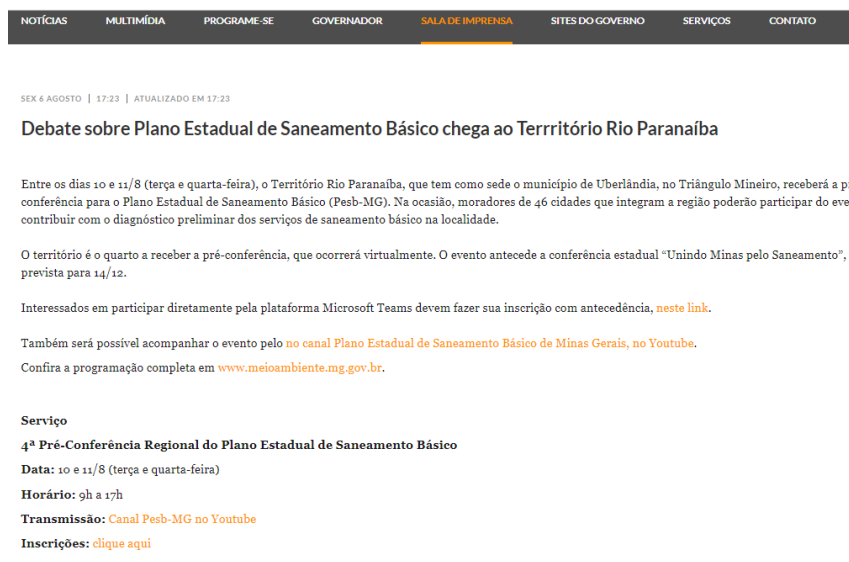 NOTÍCIAS MULTIMÍDIA PROGRAME-SE GOVERNADOR SALA DE IMPRENSA SITES DO GOVERNO SERVIÇOS CONTATO
SEX 6 AGOSTO | 17:23 | ATUALIZADO EM 17:23
Debate sobre Plano Estadual de Saneamento Básico chega ao Terrritório Rio Paranaíba
Entre os dias 10 e 11/8 (terça e quarta-feira), o Território Rio Paranaíba, que tem como sede o município de Uberlândia, no Triângulo Mineiro, receberá a
conferência para o Plano Estadual de Saneamento Básico (Pesb-MG). Na ocasião, moradores de 46 cidades que integram a região poderão participar do
contribuir com o diagnóstico preliminar dos serviços de saneamento básico na localidade.
O território é o quarto a receber a pré-conferência, que ocorrerá virtualmente. O evento antecede a conferência estadual “Unindo Minas pelo Saneamento”,
prevista para 14/12.
Interessados em participar diretamente pela plataforma Microsoft Teams devem fazer sua inscrição com antecedência, neste link.
Também será possível acompanhar o evento pelo no canal Plano Estadual de Saneamento Básico de Minas Gerais, no Youtube.
Confira a programação completa em www.meioambiente.mg.gov.br.
Serviço
4ª Pré-Conferência Regional do Plano Estadual de Saneamento Básico
Data: 10 e 11/8 (terça e quarta-feira)
Horário: 9h a 17h
Transmissão: Canal Pesb-MG no Youtube
Inscrições: clique aqui